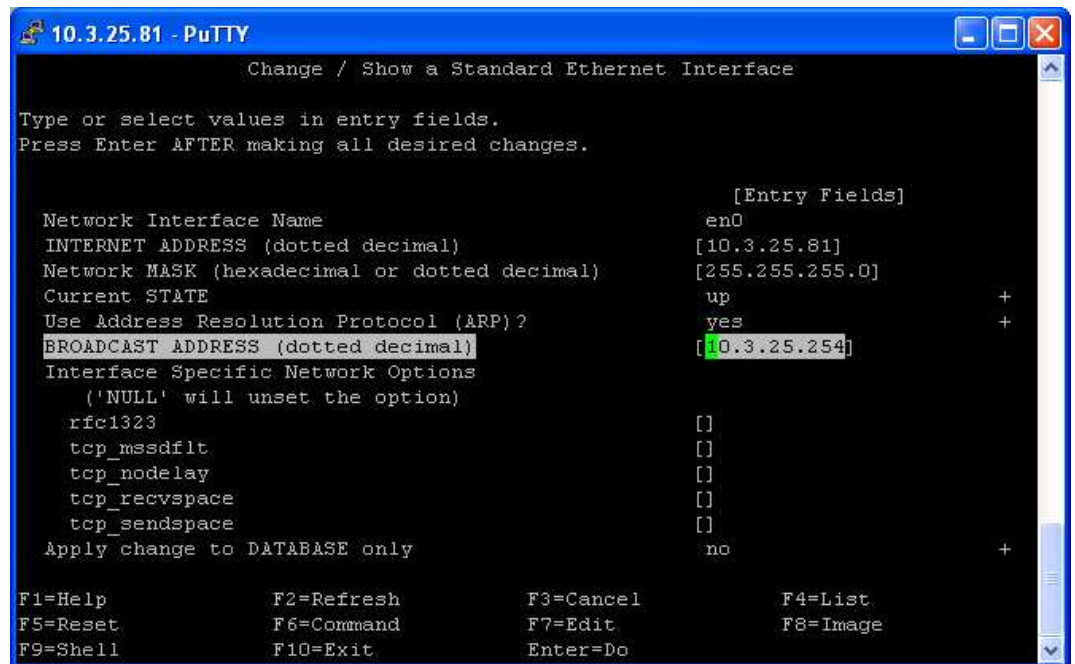 10.3.25.81 - PuTTY
Change / Show a Standard Ethernet Interface
Type or select values in entry fields.
Press Enter AFTER making all desired changes.
[Entry Fields]
Network Interface Name en0
INTERNET ADDRESS (dotted decimal) [10.3.25.81]
Network MASK (hexadecimal or dotted decimal) [255.255.255.0]
Current STATE up +
Use Address Resolution Protocol (ARP)? yes +
BROADCAST ADDRESS (dotted decimal) [10.3.25.254]
Interface Specific Network Options
('NULL' will unset the option)
rfc1323 []
tcp_mssdflt []
tcp_nodelay []
tcp_recvspace []
tcp_sendspace []
Apply change to DATABASE only no +
F1=Help F2=Refresh F3=Cancel F4=List
F5=Reset F6=Command F7=Edit F8=Image
F9=Shell F10=Exit Enter=Do